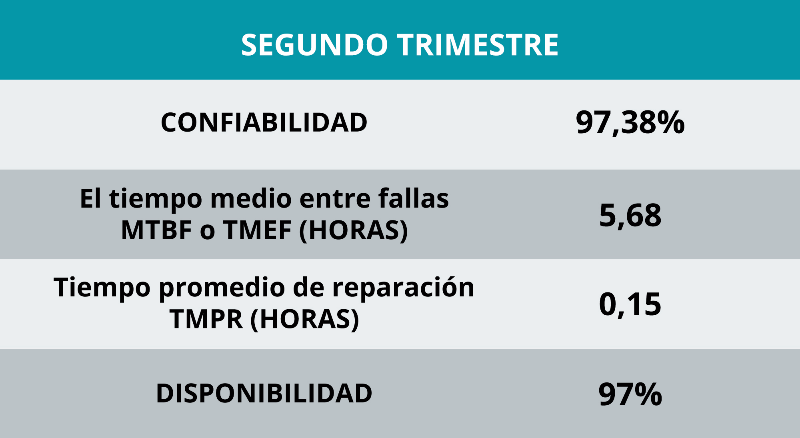 SEGUNDO TRIMESTRE
CONFIABILIDAD 97,38%
El tiempo medio entre fallas
MTBF o TMEF (HORAS) 5,68
Tiempo promedio de reparación
TMPR (HORAS) 0,15
DISPONIBILIDAD 97%